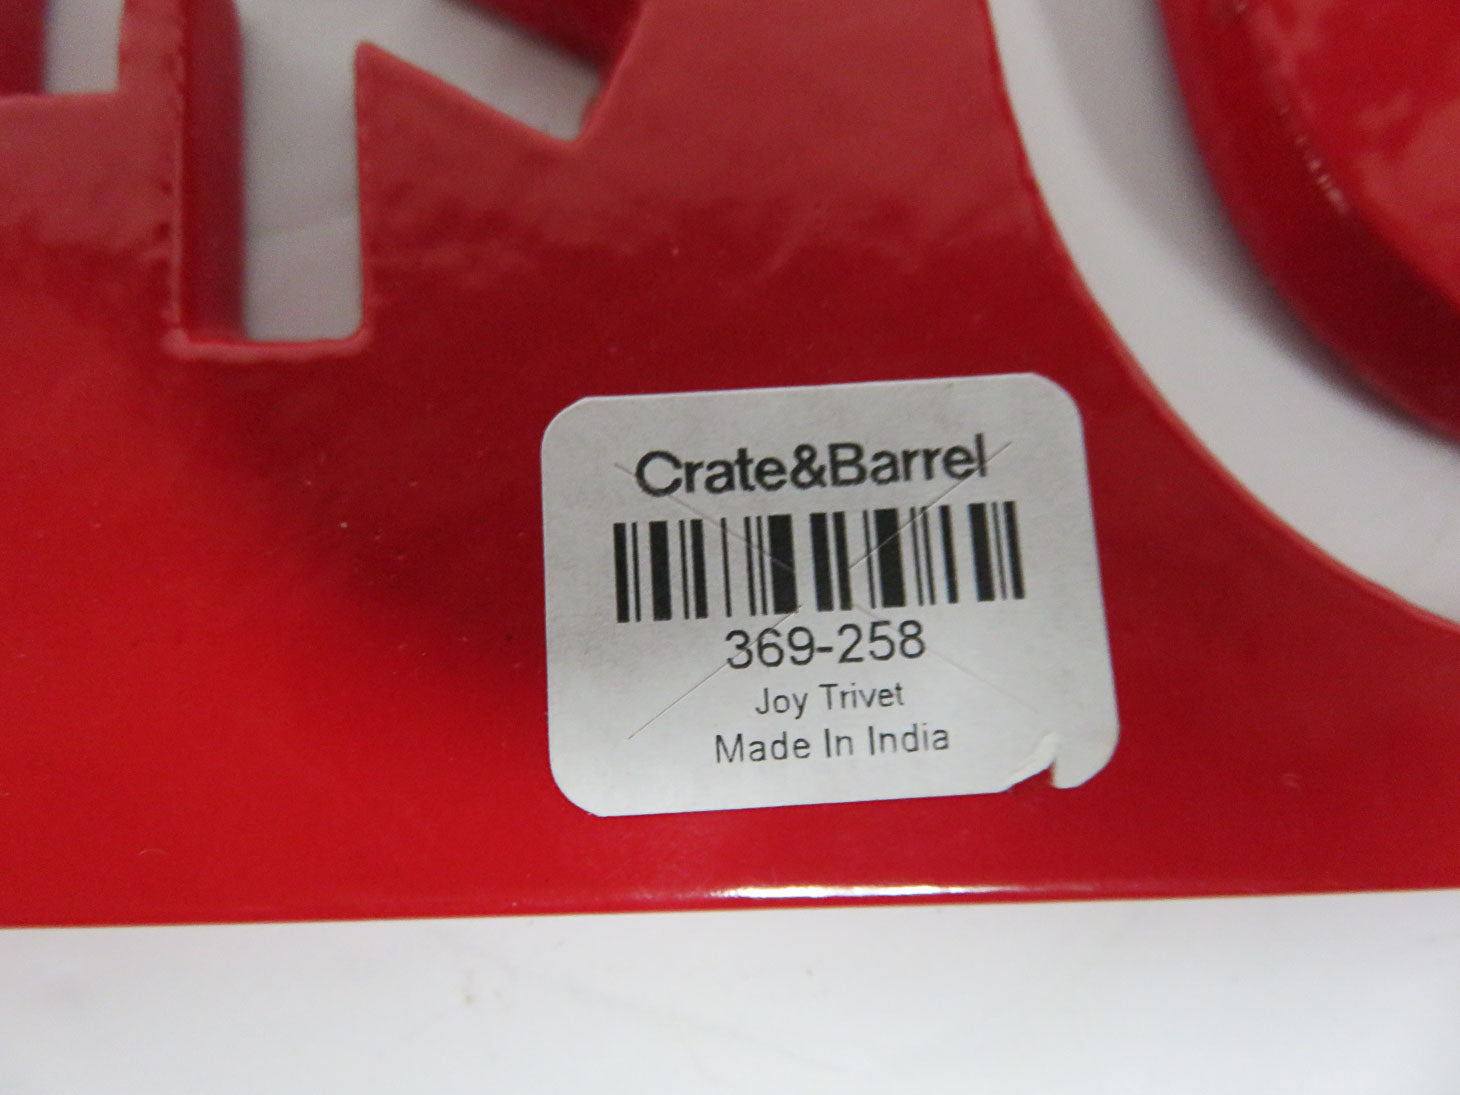 Crate&Barrel
369-258
Joy Trivet
Made In India